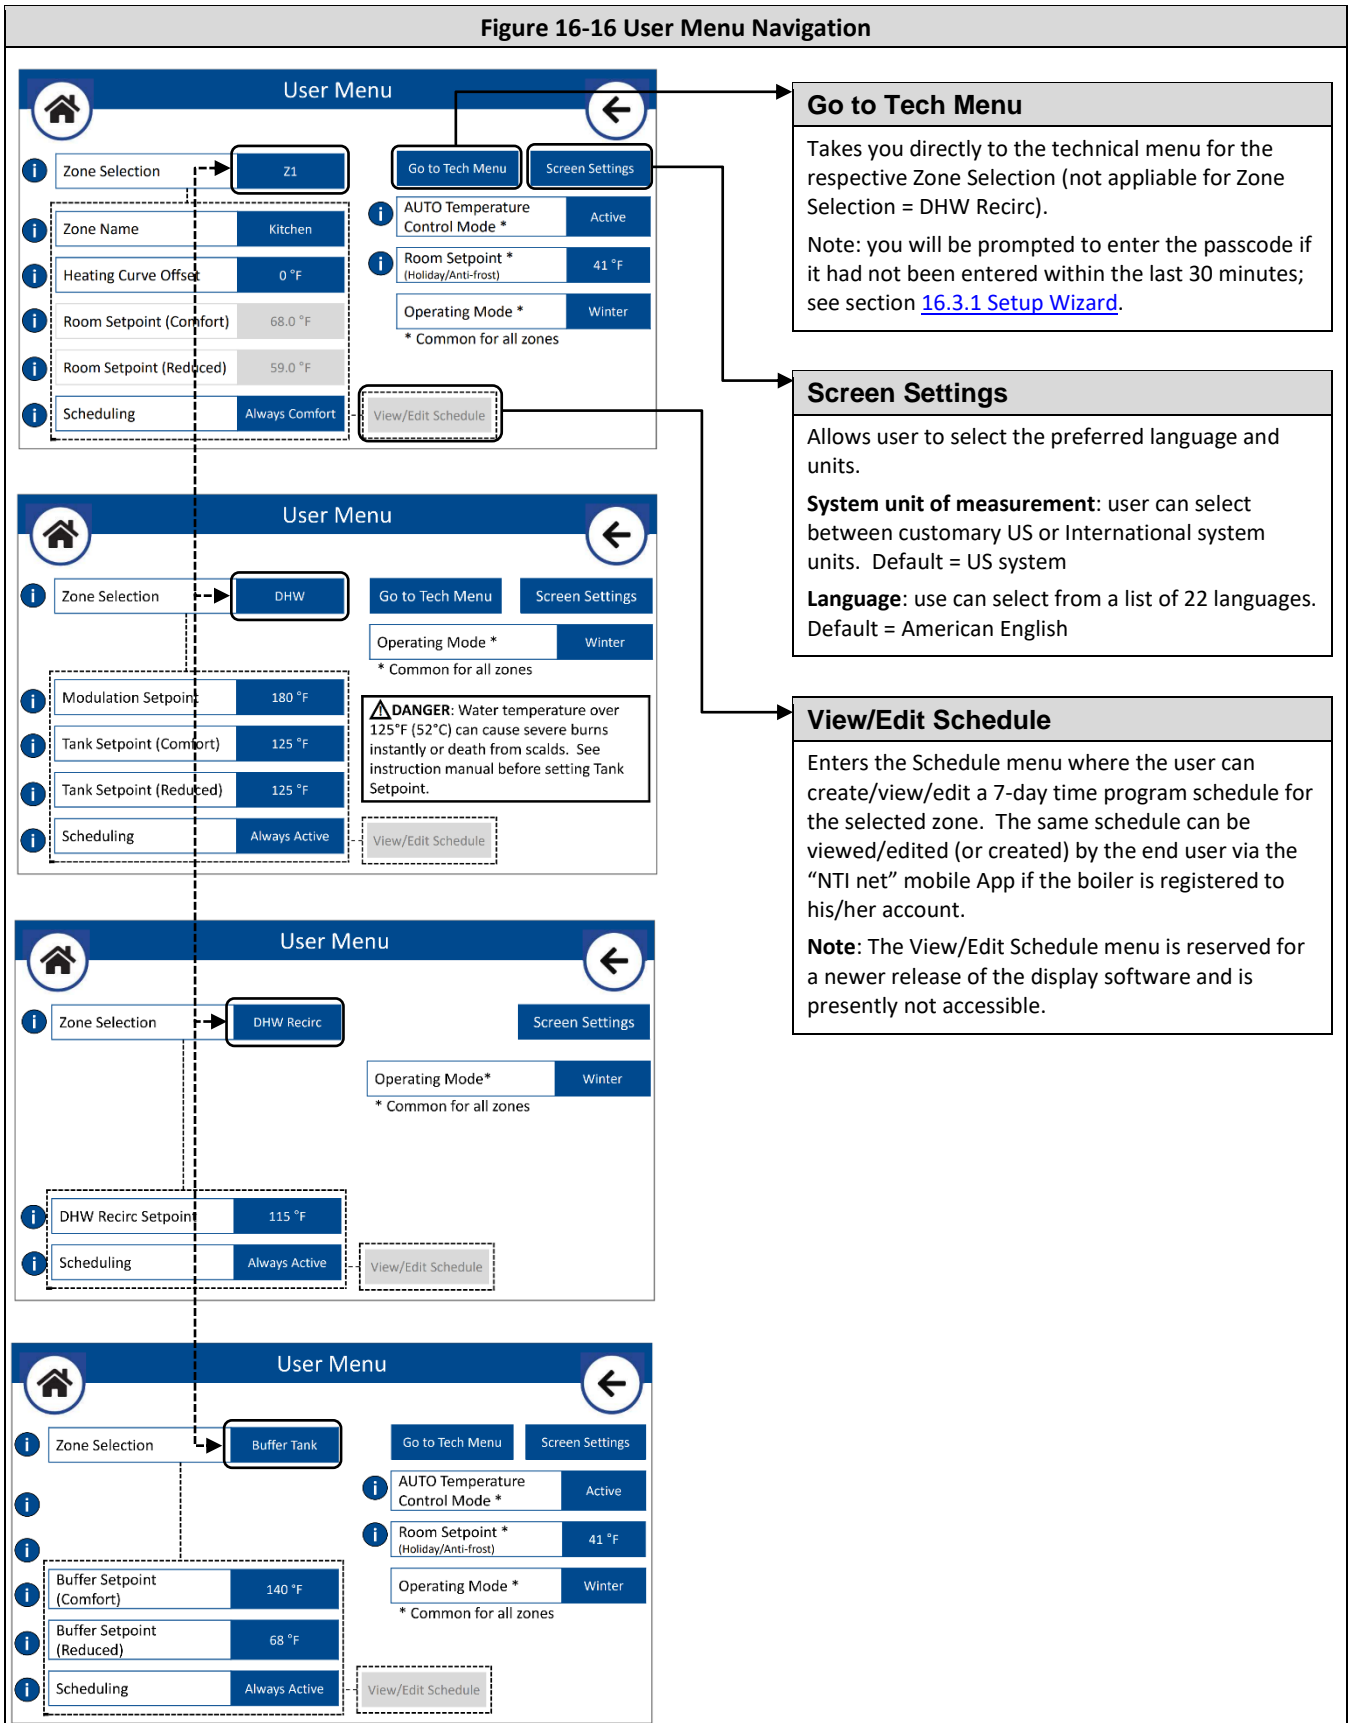 Figure 16-16 User Menu Navigation
User Menu
Zone Selection
Z1
Go to Tech Menu
Screen Settings
i
Zone Name
Kitchen
i
AUTO Temperature
Control Mode *
Active
i
Heating Curve Offset
0 °F
i
Room Setpoint *
(Holiday/Anti-frost)
41 °F
i
Room Setpoint (Comfort)
68.0 °F
Operating Mode *
Winter
* Common for all zones
i
Room Setpoint (Reduced)
59.0 °F
i
Scheduling
Always Comfort
View/Edit Schedule
i
User Menu
Zone Selection
DHW
Go to Tech Menu
Screen Settings
i
Operating Mode *
Winter
* Common for all zones
Modulation Setpoint
180 °F
i
Tank Setpoint (Comfort)
125 °F
i
Tank Setpoint (Reduced)
125 °F
i
Scheduling
Always Active
View/Edit Schedule
i
DANGER: Water temperature over
125°F (52°C) can cause severe burns
instantly or death from scalds. See
instruction manual before setting Tank
Setpoint.
User Menu
Zone Selection
DHW Recirc
Screen Settings
i
Operating Mode*
Winter
* Common for all zones
DHW Recirc Setpoint
115 °F
i
Scheduling
Always Active
View/Edit Schedule
i
User Menu
Zone Selection
Buffer Tank
Go to Tech Menu
Screen Settings
i
AUTO Temperature
Control Mode *
Active
i
i
Room Setpoint *
(Holiday/Anti-frost)
41 °F
i
i
Buffer Setpoint
(Comfort)
140 °F
i
Operating Mode *
Winter
* Common for all zones
Buffer Setpoint
(Reduced)
68 °F
i
Scheduling
Always Active
View/Edit Schedule
i
Go to Tech Menu
Takes you directly to the technical menu for the
respective Zone Selection (not appliable for Zone
Selection = DHW Recirc).
Note: you will be prompted to enter the passcode if
it had not been entered within the last 30 minutes;
see section 16.3.1 Setup Wizard.
Screen Settings
Allows user to select the preferred language and
units.
System unit of measurement: user can select
between customary US or International system
units. Default = US system
Language: use can select from a list of 22 languages.
Default = American English
View/Edit Schedule
Enters the Schedule menu where the user can
create/view/edit a 7-day time program schedule for
the selected zone. The same schedule can be
viewed/edited (or created) by the end user via the
“NTI net” mobile App if the boiler is registered to
his/her account.
Note: The View/Edit Schedule menu is reserved for
a newer release of the display software and is
presently not accessible.